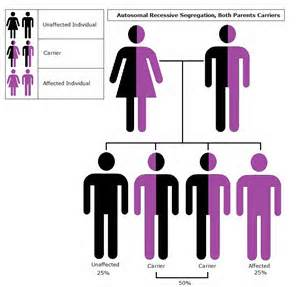 Autosomal Recessive Segregation, Both Parents Carriers
Unaffected Individual
Carrier
Affected Individual
Unaffected Carrier Carrier Affected
25% 25%
50%